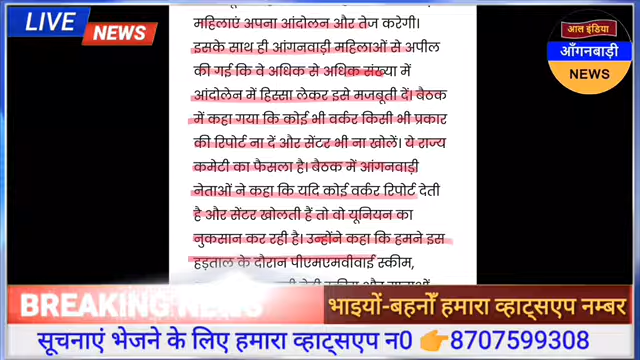 LIVE NEWS
आल इंडिया
आँगनबाड़ी
NEWS
महिलाएं अपना आंदोलन और तेज करेगी।
इसके साथ ही आंगनवाड़ी महिलाओं से अपील
की गई कि वे अधिक से अधिक संख्या में
आंदोलेन में हिस्सा लेकर इसे मजबूती दें। बैठक
में कहा गया कि कोई भी वर्कर किसी भी प्रकार
की रिपोर्ट ना दें और सेंटर भी ना खोलें। ये राज्य
कमेटी का फैसला है। बैठक में आंगनवाड़ी
नेताओं ने कहा कि यदि कोई वर्कर रिपोर्ट देती
है और सेंटर खोलती हैं तो वो यूनियन का
नुकसान कर रही है। उन्होंने कहा कि हमने इस
हड़ताल के दौरान पीएमएमवीवाई स्कीम,
BREAKING NEWS
भाइयों-बहनोँ हमारा व्हाट्सएप नम्बर
सूचनाएं भेजने के लिए हमारा व्हाट्सएप न0 👉8707599308